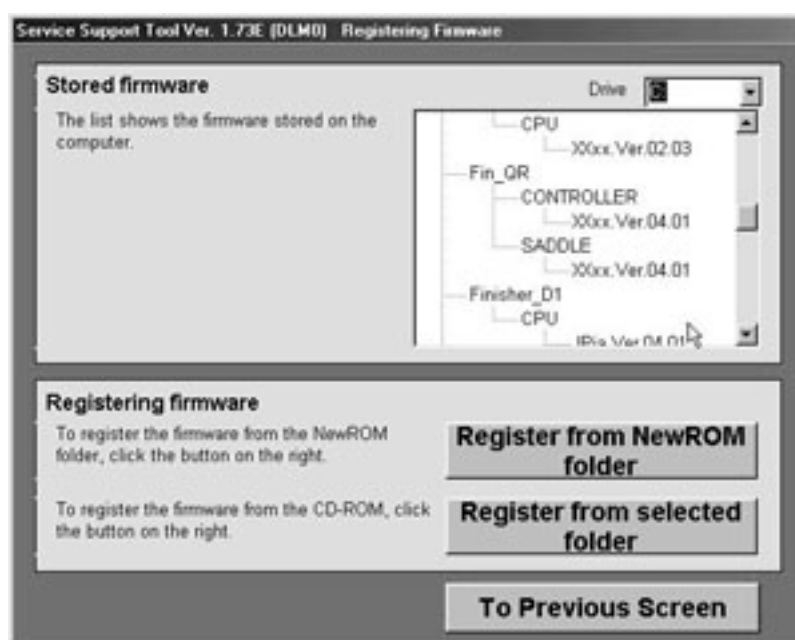 Service Support Tool Ver. 1.73E (DLM0) Registering Firmware
Stored firmware
Drive
The list shows the firmware stored on the
computer.
CPU
XXxx.Ver.02.03
Fin_QR
CONTROLLER
XXxx.Ver.04.01
SADDLE
XXxx.Ver.04.01
Finisher_D1
CPU
Registering firmware
To register the firmware from the NewROM
folder, click the button on the right.
Register from NewROM
folder
To register the firmware from the CD-ROM, click
the button on the right.
Register from selected
folder
To Previous Screen